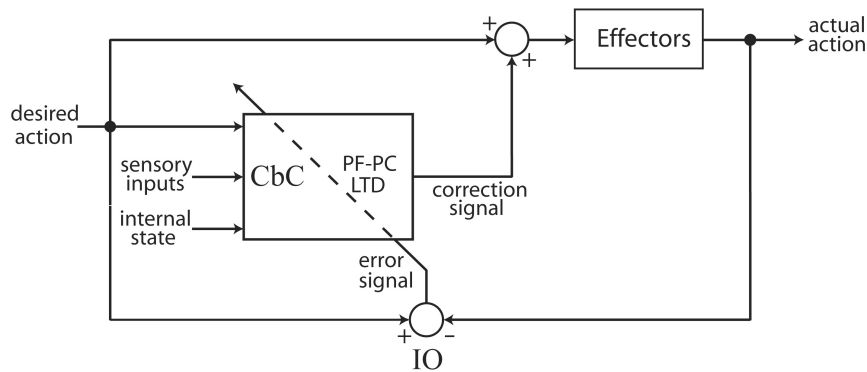 +
+
Effectors
actual
action
desired
action
sensory
inputs
internal
state
CbC
PF-PC
LTD
correction
signal
error
signal
+
-
IO